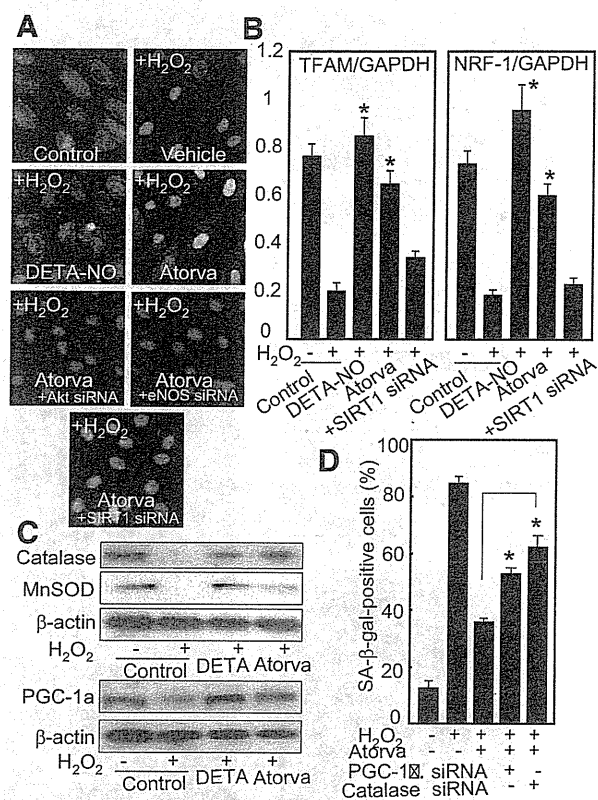 A
+H₂O₂
Control
Vehicle
+H₂O₂
+H₂O₂
DETA-NO
Atorva
+H₂O₂
+H₂O₂
Atorva
+Akt siRNA
Atorva
+eNOS siRNA
+H₂O₂
Atorva
+SIRT1 siRNA
B
TFAM/GAPDH
NRF-1/GAPDH
1.2
1
0.8
0.6
0.4
0.2
0
* * * *
H₂O₂ - + + + + - + + + +
Control
DETA-NO
Atorva
+SIRT1 siRNA
Control
DETA-NO
Atorva
+SIRT1 siRNA
C
Catalase
MnSOD
β-actin
H₂O₂ - + + +
Control DETA Atorva
PGC-1a
β-actin
H₂O₂ - + + +
Control DETA Atorva
D
SA-β-gal-positive cells (%)
100
80
60
40
20
0
* *
H₂O₂ - + + + +
Atorva - - + + +
PGC-1. siRNA + -
Catalase siRNA - +